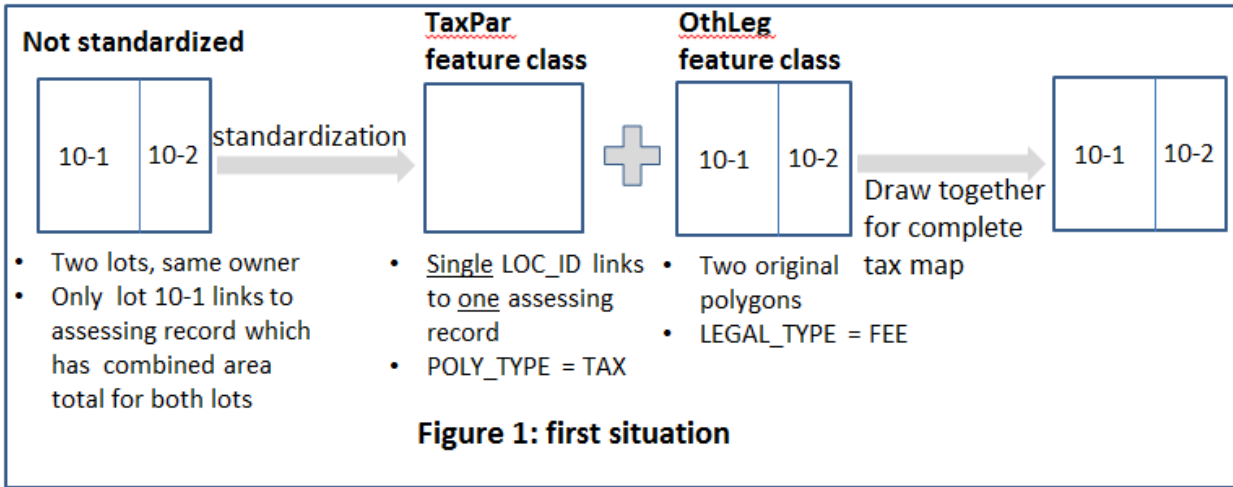 Not standardized
10-1
10-2
• Two lots, same owner
• Only lot 10-1 links to
assessing record which
has combined area
total for both lots
standardization
TaxPar
feature class
• Single LOC_ID links
to one assessing
record
• POLY_TYPE = TAX
OthLeg
feature class
10-1
10-2
• Two original
polygons
• LEGAL_TYPE = FEE
Draw together
for complete
tax map
10-1
10-2
Figure 1: first situation